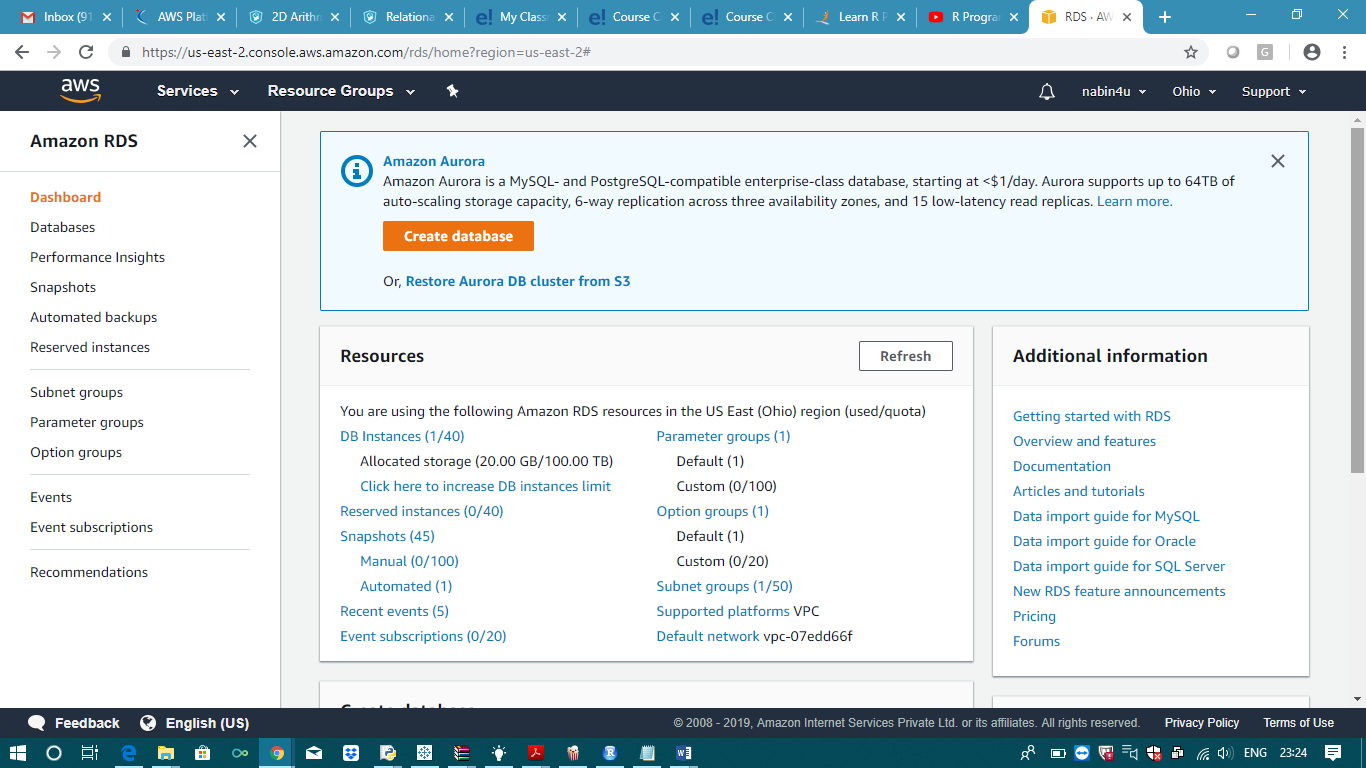 Inbox (91
AWS Plat
2D Arithm
Relationa
e! My Class
e! Course C
e! Course C
Learn R P
R Progra
RDS · AW
https://us-east-2.console.aws.amazon.com/rds/home?region=us-east-2#
aws Services Resource Groups nabin4u Ohio Support
Amazon RDS
Dashboard
Databases
Performance Insights
Snapshots
Automated backups
Reserved instances
Subnet groups
Parameter groups
Option groups
Events
Event subscriptions
Recommendations
Amazon Aurora
Amazon Aurora is a MySQL- and PostgreSQL-compatible enterprise-class database, starting at <$1/day. Aurora supports up to 64TB of
auto-scaling storage capacity, 6-way replication across three availability zones, and 15 low-latency read replicas. Learn more.
Create database
Or, Restore Aurora DB cluster from S3
Resources
Refresh
You are using the following Amazon RDS resources in the US East (Ohio) region (used/quota)
DB Instances (1/40)
Allocated storage (20.00 GB/100.00 TB)
Click here to increase DB instances limit
Reserved instances (0/40)
Snapshots (45)
Manual (0/100)
Automated (1)
Recent events (5)
Event subscriptions (0/20)
Parameter groups (1)
Default (1)
Custom (0/100)
Option groups (1)
Default (1)
Custom (0/20)
Subnet groups (1/50)
Supported platforms VPC
Default network vpc-07edd66f
Additional information
Getting started with RDS
Overview and features
Documentation
Articles and tutorials
Data import guide for MySQL
Data import guide for Oracle
Data import guide for SQL Server
New RDS feature announcements
Pricing
Forums
Create database
Feedback English (US) © 2008 - 2019, Amazon Internet Services Private Ltd. or its affiliates. All rights reserved. Privacy Policy Terms of Use
ENG 23:24